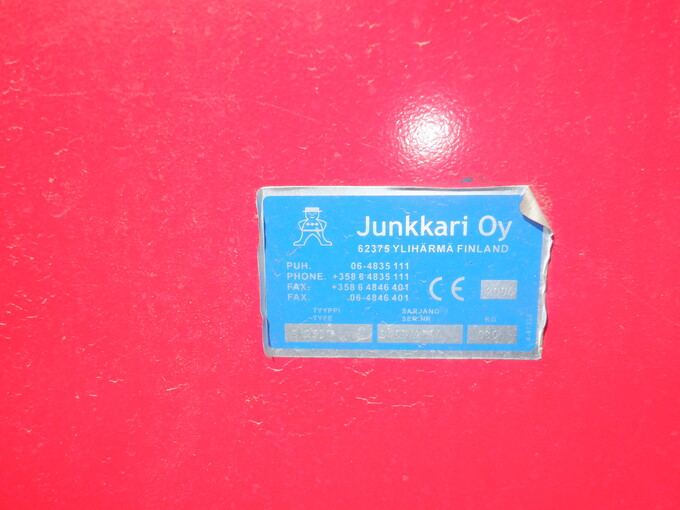 Junkkari Oy
62375 YLIHÄRMÄ FINLAND
PUH. 06-4835 111
PHONE. +358 6 4835 111
FAX. +358 6 4846 401
FAX. 06-4846 401
CE
TYYPPI SARJANO KG
TYPE SER.NR